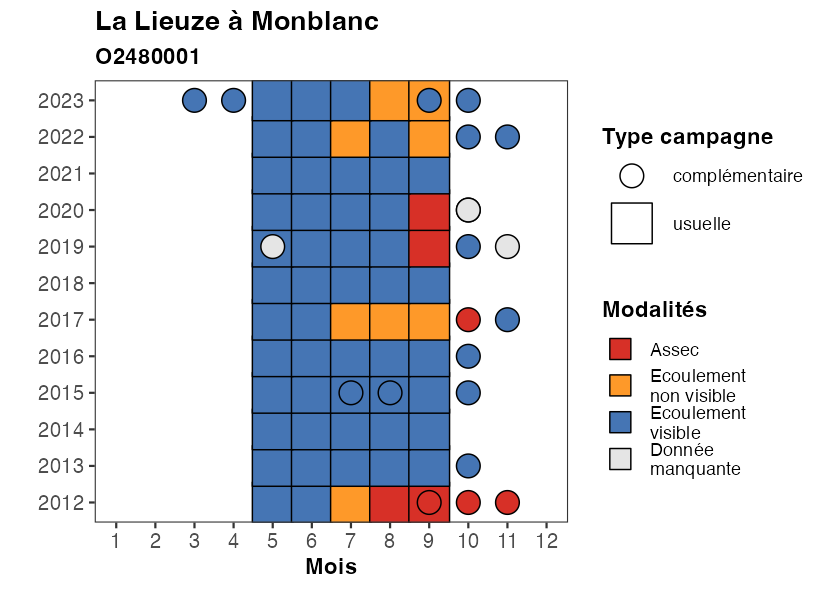 La Lieuze à Monblanc
O2480001
2023
2022
2021
2020
2019
2018
2017
2016
2015
2014
2013
2012
1 2 3 4 5 6 7 8 9 10 11 12
Mois
Type campagne
complémentaire
usuelle
Modalités
Assec
Ecoulement
non visible
Ecoulement
visible
Donnée
manquante